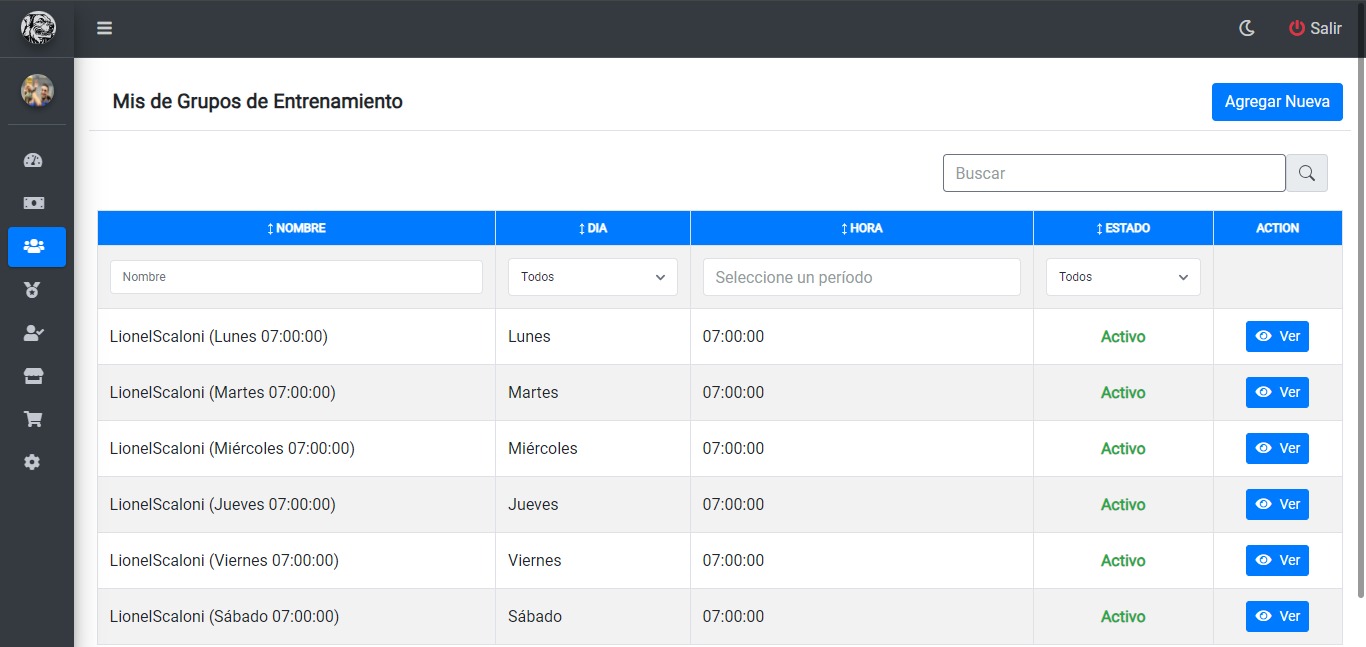 Salir
Mis de Grupos de Entrenamiento
Agregar Nueva
Buscar
NOMBRE DIA HORA ESTADO ACTION
Nombre Todos Seleccione un período Todos
LionelScaloni (Lunes 07:00:00) Lunes 07:00:00 Activo Ver
LionelScaloni (Martes 07:00:00) Martes 07:00:00 Activo Ver
LionelScaloni (Miércoles 07:00:00) Miércoles 07:00:00 Activo Ver
LionelScaloni (Jueves 07:00:00) Jueves 07:00:00 Activo Ver
LionelScaloni (Viernes 07:00:00) Viernes 07:00:00 Activo Ver
LionelScaloni (Sábado 07:00:00) Sábado 07:00:00 Activo Ver